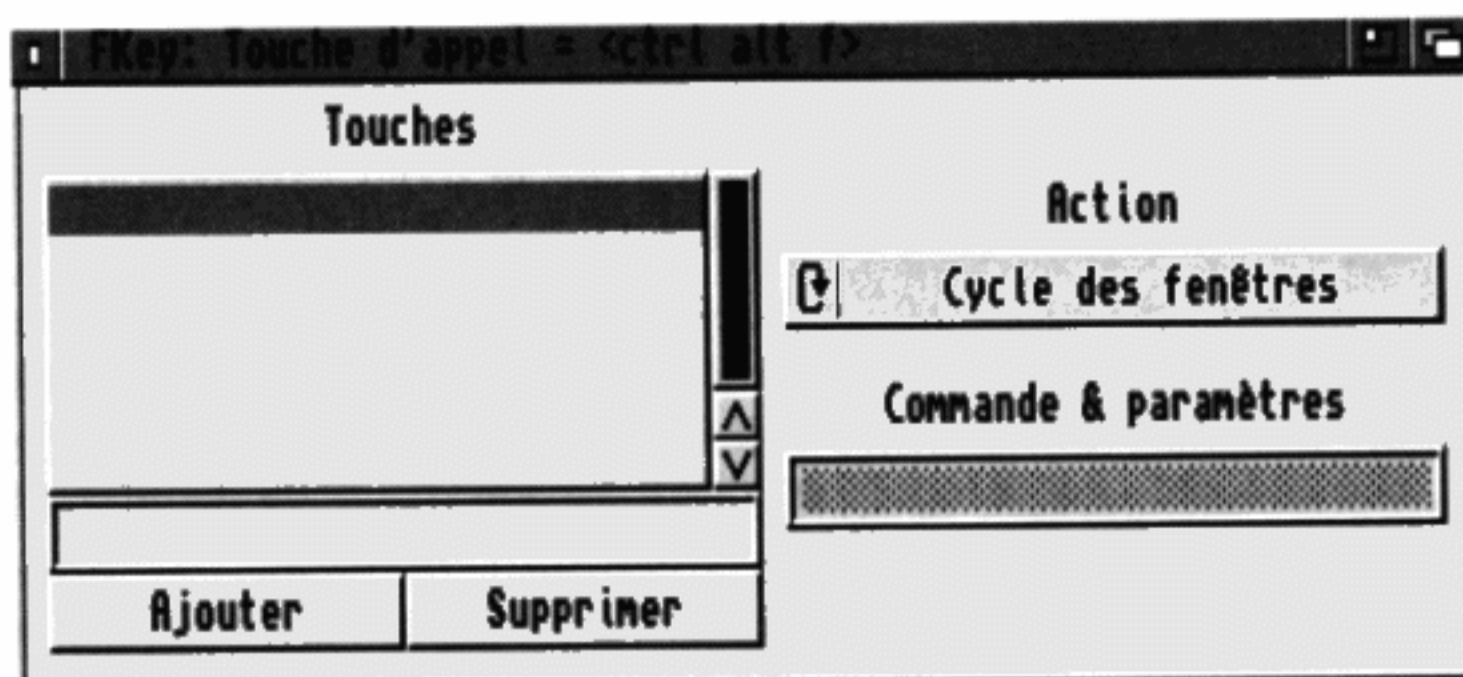 FKey: Touche d'appel = <ctrl alt f>
Touches
Action
Cycle des fenêtres
Commande & paramètres
Ajouter
Supprimer